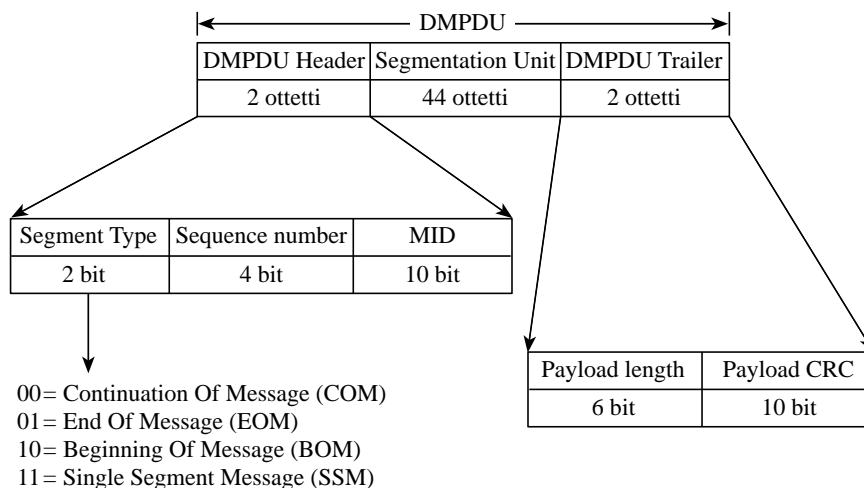 DMPDU
DMPDU Header Segmentation Unit DMPDU Trailer
2 ottetti 44 ottetti 2 ottetti
Segment Type Sequence number MID
2 bit 4 bit 10 bit
00= Continuation Of Message (COM)
01= End Of Message (EOM)
10= Beginning Of Message (BOM)
11= Single Segment Message (SSM)
Payload length Payload CRC
6 bit 10 bit